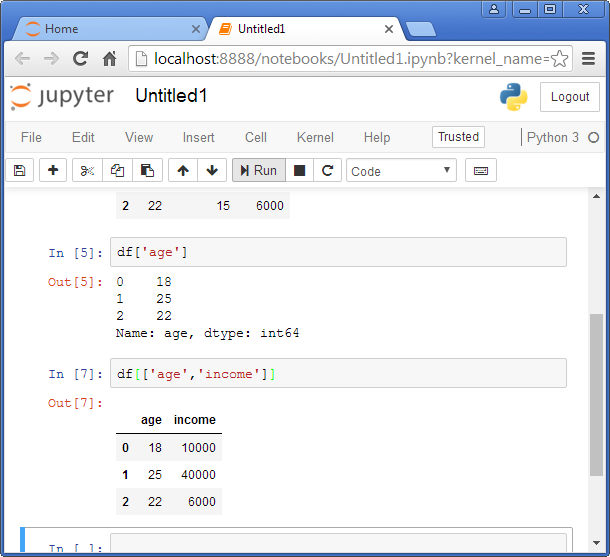 Home
Untitled1
localhost:8888/notebooks/Untitled1.ipynb?kernel_name=
jupyter Untitled1
Logout
File Edit View Insert Cell Kernel Help Trusted Python 3
Run Code
2 22 15 6000
In [5]: df['age']
Out[5]: 0 18
1 25
2 22
Name: age, dtype: int64
In [7]: df[['age','income']]
Out[7]:
age income
0 18 10000
1 25 40000
2 22 6000
In [ ]: